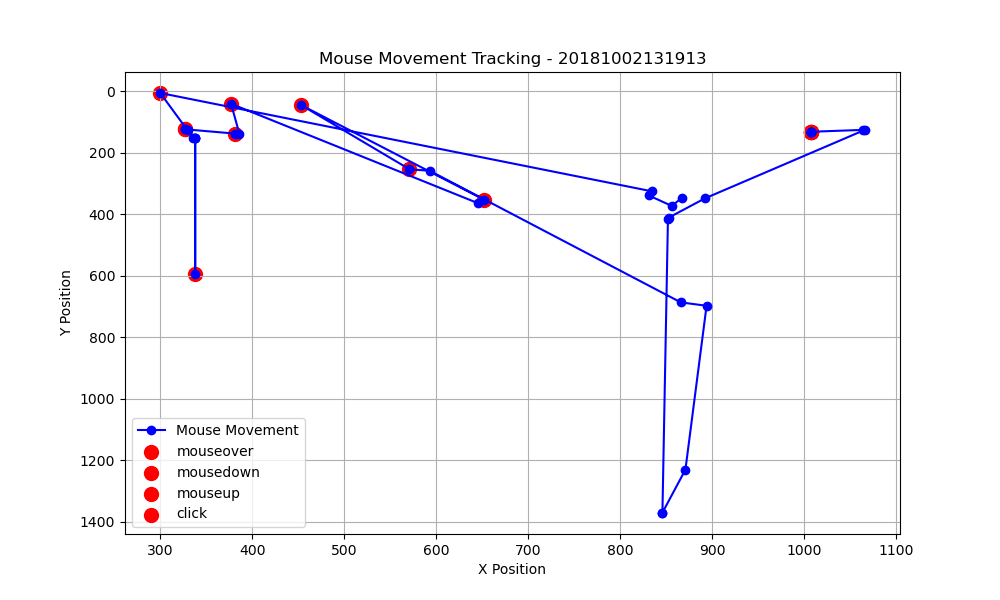 Mouse Movement Tracking - 20181002131913
0
200
400
600
800
1000
1200
1400
Y Position
Mouse Movement
mouseover
mousedown
mouseup
click
300 400 500 600 700 800 900 1000 1100
X Position